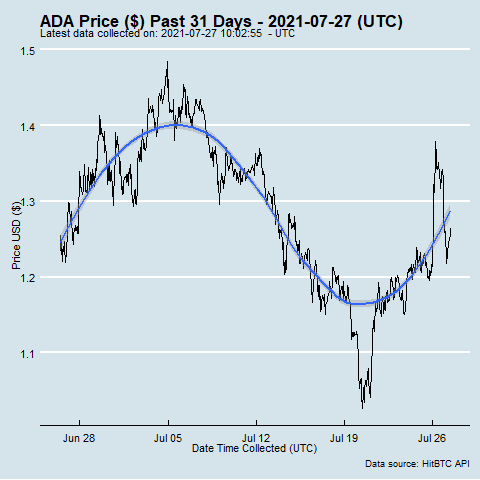 ADA Price ($) Past 31 Days - 2021-07-27 (UTC)
Latest data collected on: 2021-07-27 10:02:55 - UTC
1.5
1.4
1.3
1.2
1.1
Price USD ($)
Jun 28
Jul 05
Jul 12
Jul 19
Jul 26
Date Time Collected (UTC)
Data source: HitBTC API